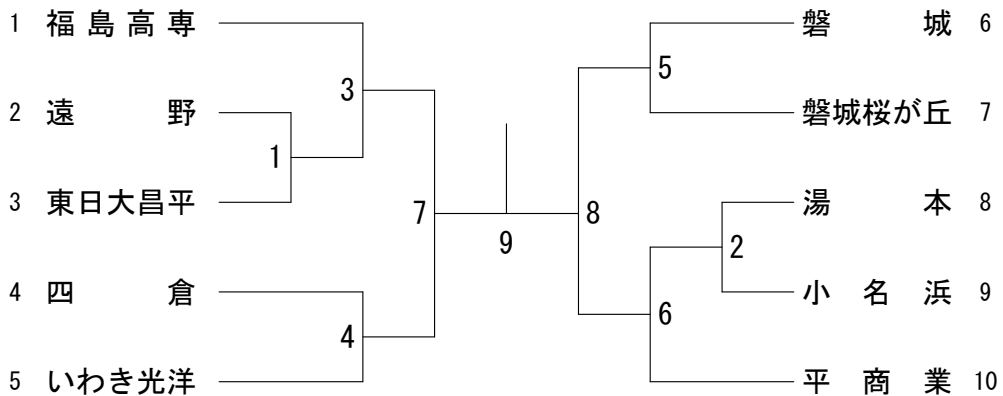 1 福島高専
2 遠野
3 東日大昌平
4 四倉
5 いわき光洋
3
1
7
4
9
8
5
2
6
磐城 6
磐城桜が丘 7
湯本 8
小名浜 9
平商業 10